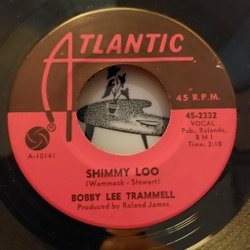 ATLANTIC
45 R.P.M.
45-2332
VOCAL
Pub., Rolando,
BMI
Time: 2:18
A-10141
SHIMMY LOO
(Wammack - Stewart)
BOBBY LEE TRAMMELL
Produced by Roland James